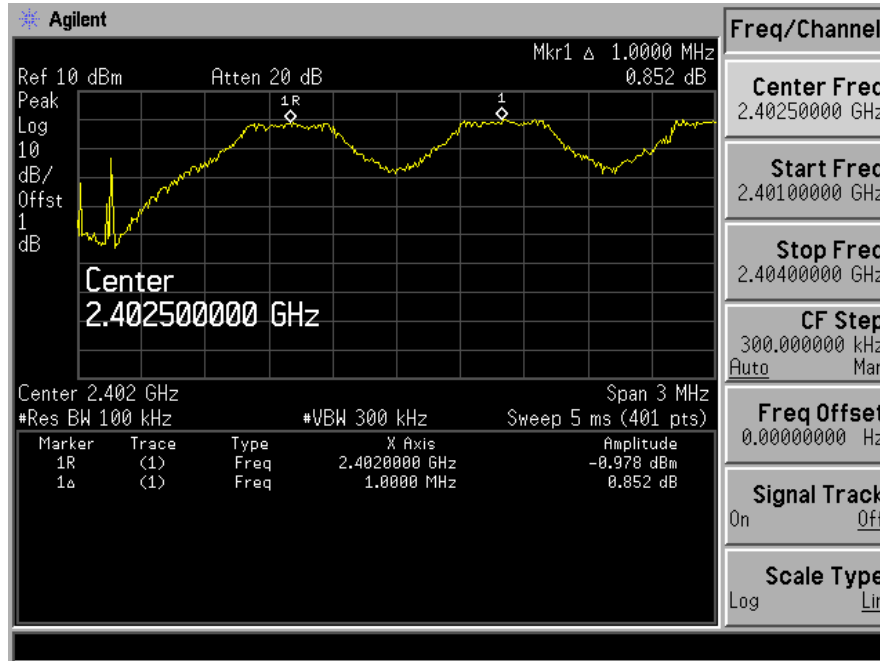 Agilent
Freq/Channel
Mkr1 Δ 1.0000 MHz
Ref 10 dBm Atten 20 dB 0.852 dB
Peak
Log
10
dB/
Offst
1
dB
1R
1
Center
2.402500000 GHz
Center 2.402 GHz Span 3 MHz
#Res BW 100 kHz #VBW 300 kHz Sweep 5 ms (401 pts)
Marker Trace Type X Axis Amplitude
1R (1) Freq 2.4020000 GHz -0.978 dBm
1Δ (1) Freq 1.0000 MHz 0.852 dB
Center Freq
2.40250000 GHz
Start Freq
2.40100000 GHz
Stop Freq
2.40400000 GHz
CF Step
300.000000 kHz
Auto Man
Freq Offset
0.00000000 Hz
Signal Track
On Off
Scale Type
Log Lin